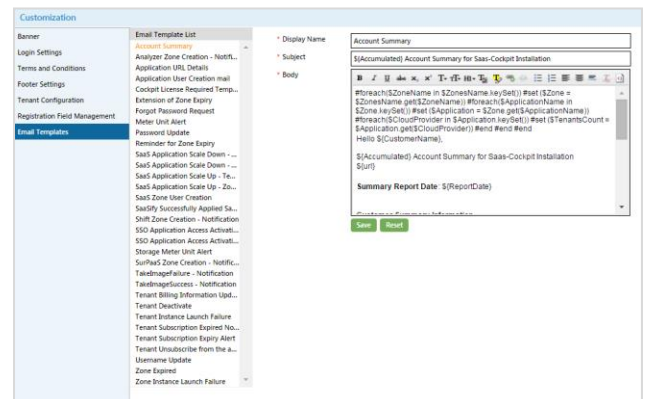 Customization
Banner
Login Settings
Terms and Conditions
Footer Settings
Tenant Configuration
Registration Field Management
Email Templates
Email Template List
Account Summary
Analyzer Zone Creation - Notifi...
Application URL Details
Application User Creation mail
Cockpit License Required Temp...
Extension of Zone Expiry
Forgot Password Request
Meter Unit Alert
Password Update
Reminder for Zone Expiry
SaaS Application Scale Down - ...
SaaS Application Scale Down - ...
SaaS Application Scale Up - Te...
SaaS Application Scale Up - Zo...
SaaS Zone User Creation
SaaSify Successfully Applied Sa...
Shift Zone Creation - Notification
SSO Application Access Activati...
SSO Application Access Activati...
Storage Meter Unit Alert
SurPaaS Zone Creation - Notific...
TakeImageFailure - Notification
TakeImageSuccess - Notification
Tenant Billing Information Upd...
Tenant Deactivate
Tenant Instance Launch Failure
Tenant Subscription Expired No...
Tenant Subscription Expiry Alert
Tenant Unsubscribe from the a...
Username Update
Zone Expired
Zone Instance Launch Failure
* Display Name
Account Summary
* Subject
${Accumulated} Account Summary for Saas-Cockpit Installation
* Body
#foreach($ZoneName in $ZonesName.keySet()) #set ($Zone =
$ZonesName.get($ZoneName)) #foreach($ApplicationName in
$Zone.keySet()) #set ($Application = $Zone.get($ApplicationName))
#foreach($CloudProvider in $Application.keySet()) #set ($TenantsCount =
$Application.get($CloudProvider)) #end #end #end
Hello ${CustomerName},
${Accumulated} Account Summary for Saas-Cockpit Installation
${url}
Summary Report Date: ${ReportDate}
Customer Summary Information
Save Reset